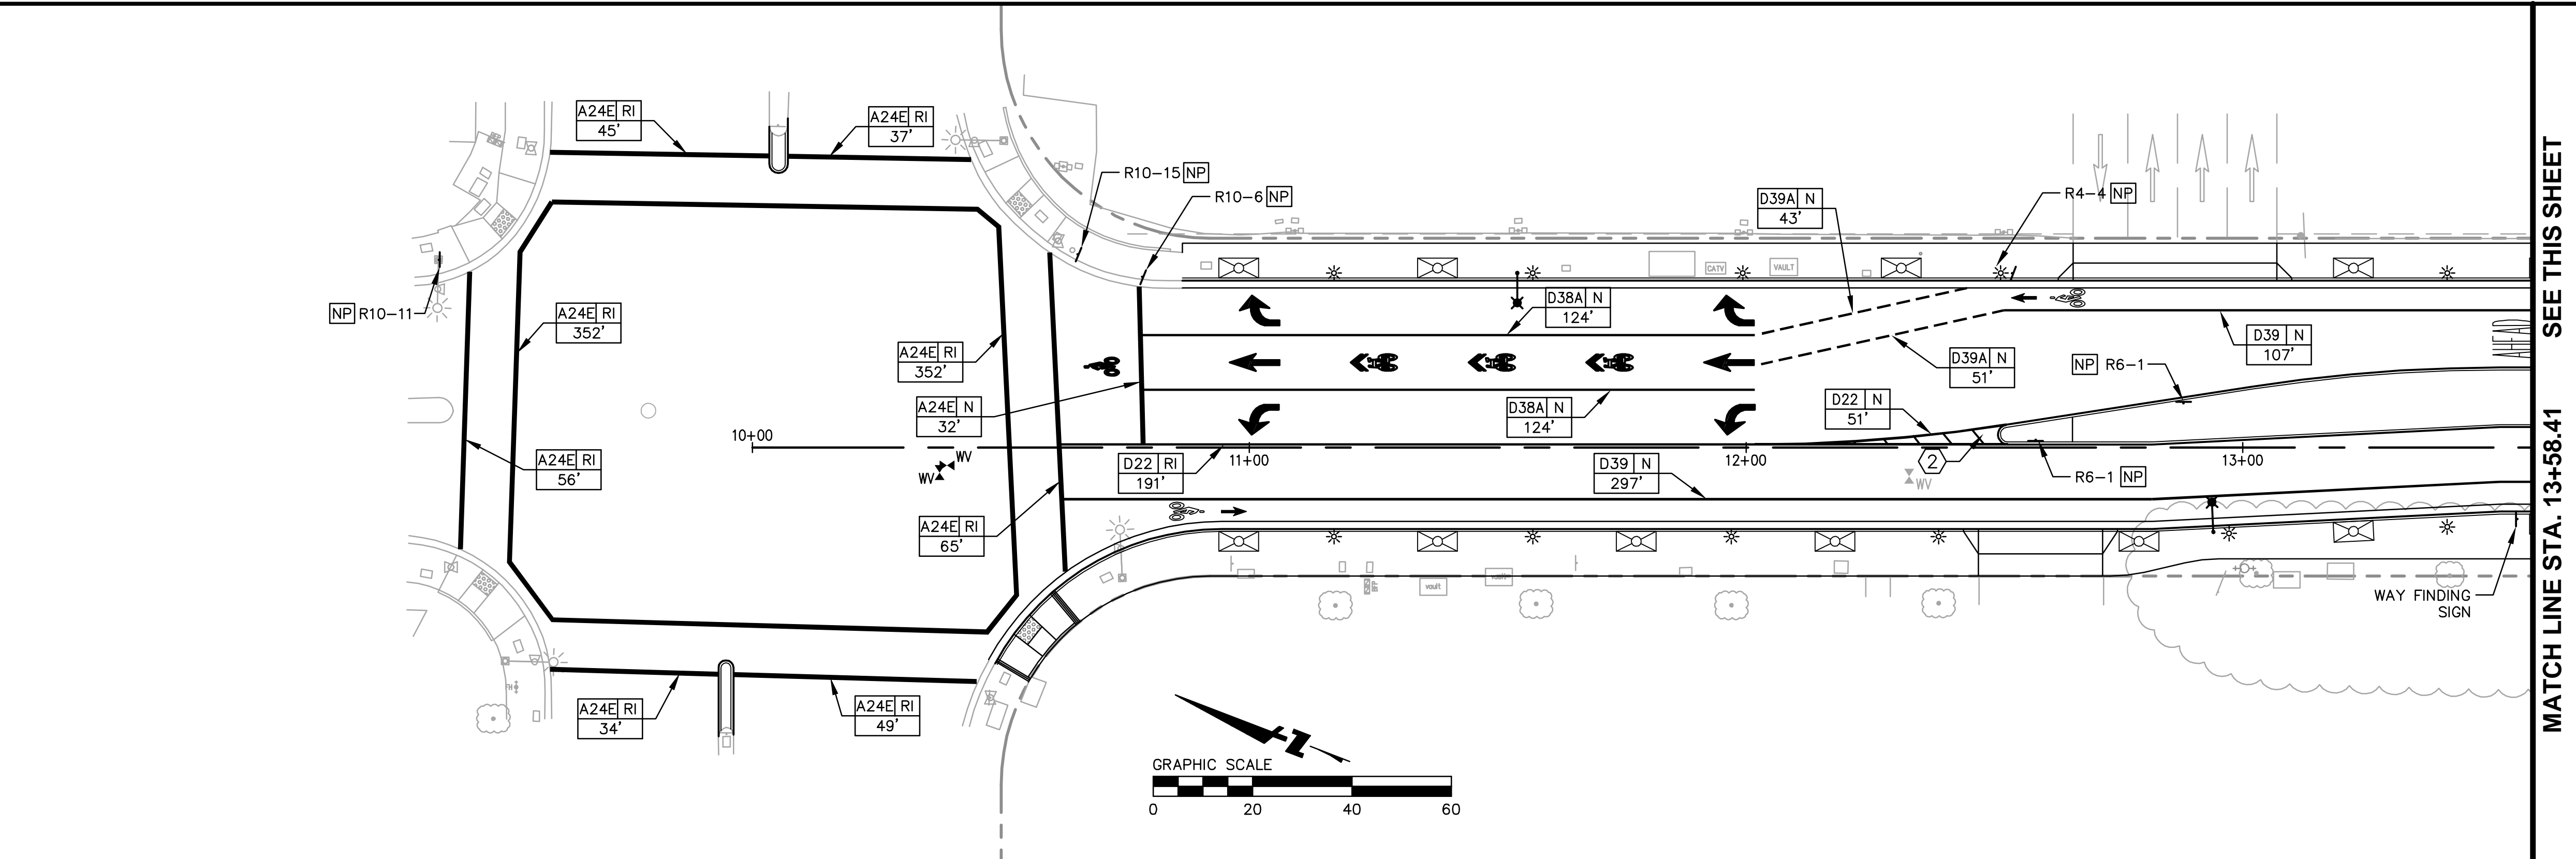 A24E RI
45'
A24E RI
37'
R10-15 NP
R10-6 NP
D39A N
43'
R4-4 NP
NP R10-11
A24E RI
352'
A24E RI
352'
D38A N
124'
CATV
VAULT
D39 N
107'
D39A N
51'
NP R6-1
A24E N
32'
D38A N
124'
D22 N
51'
10+00
11+00
12+00
13+00
WV
WV
WV
A24E RI
56'
D22 RI
191'
D39 N
297'
2
R6-1 NP
A24E RI
65'
vault
vault
BFP
WAY FINDING
SIGN
A24E RI
34'
A24E RI
49'
N
GRAPHIC SCALE
0 20 40 60
MATCH LINE STA. 13+58.41 SEE THIS SHEET